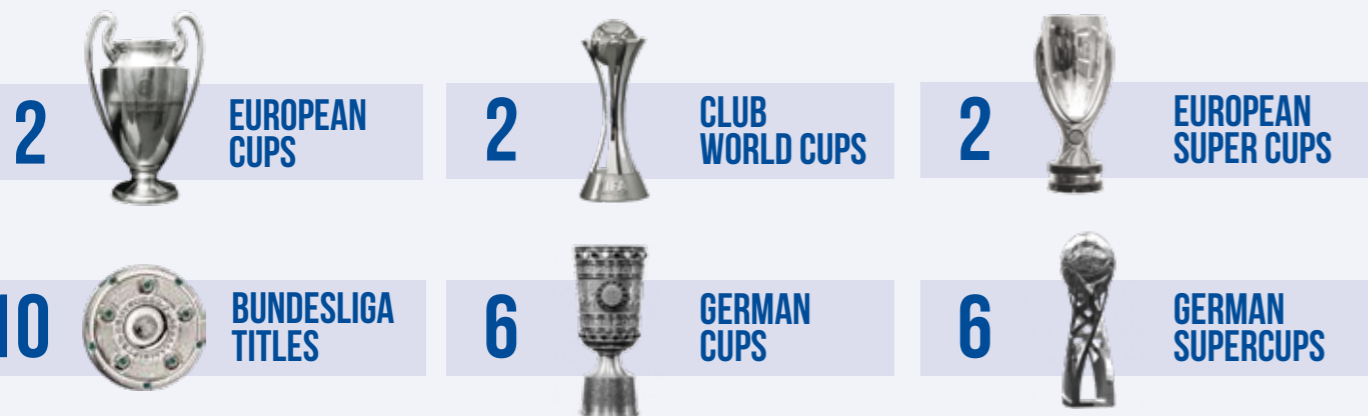 2
EUROPEAN
CUPS
2
CLUB
WORLD CUPS
2
EUROPEAN
SUPER CUPS
10
BUNDESLIGA
TITLES
6
GERMAN
CUPS
6
GERMAN
SUPERCUPS